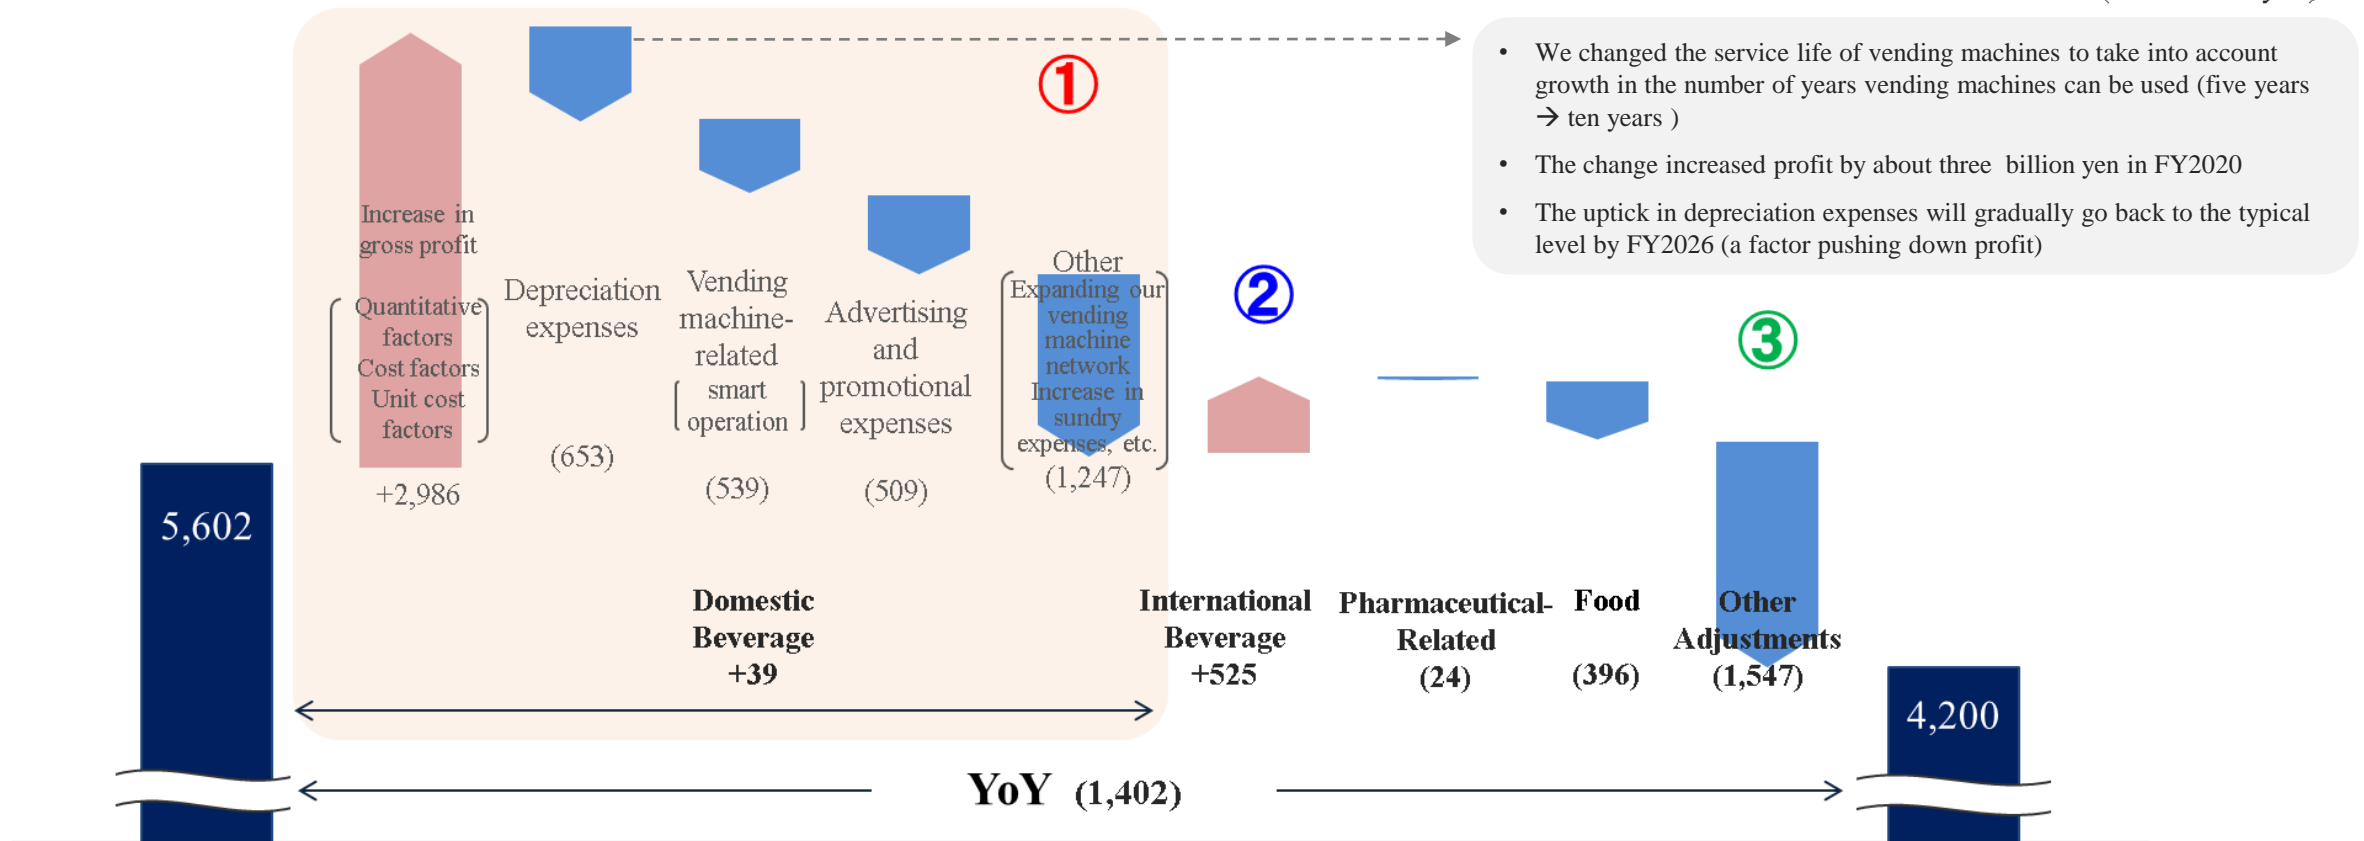 • We changed the service life of vending machines to take into account
growth in the number of years vending machines can be used (five years
→ ten years )
• The change increased profit by about three billion yen in FY2020
• The uptick in depreciation expenses will gradually go back to the typical
level by FY2026 (a factor pushing down profit)
①
②
③
Increase in
gross profit
Quantitative
factors
Cost factors
Unit cost
factors
+2,986
Depreciation
expenses
(653)
Vending
machine-
related
smart
operation
(539)
Advertising
and
promotional
expenses
(509)
Other
Expanding our
vending
machine
network
Increase in
sundry
expenses, etc.
(1,247)
5,602
Domestic
Beverage
+39
International
Beverage
+525
Pharmaceutical-
Related
(24)
Food
(396)
Other
Adjustments
(1,547)
4,200
YoY (1,402)